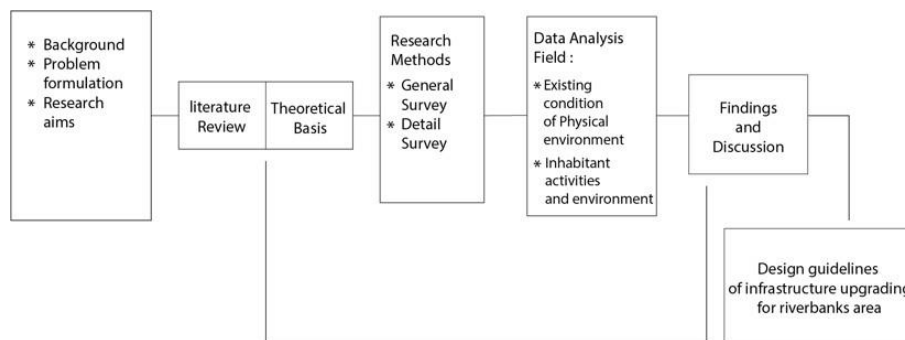 * Background
* Problem
formulation
* Research
aims
literature
Review
Theoretical
Basis
Research
Methods
* General
Survey
* Detail
Survey
Data Analysis
Field :
* Existing
condition
of Physical
environment
* Inhabitant
activities
and environment
Findings
and
Discussion
Design guidelines
of infrastructure upgrading
for riverbanks area